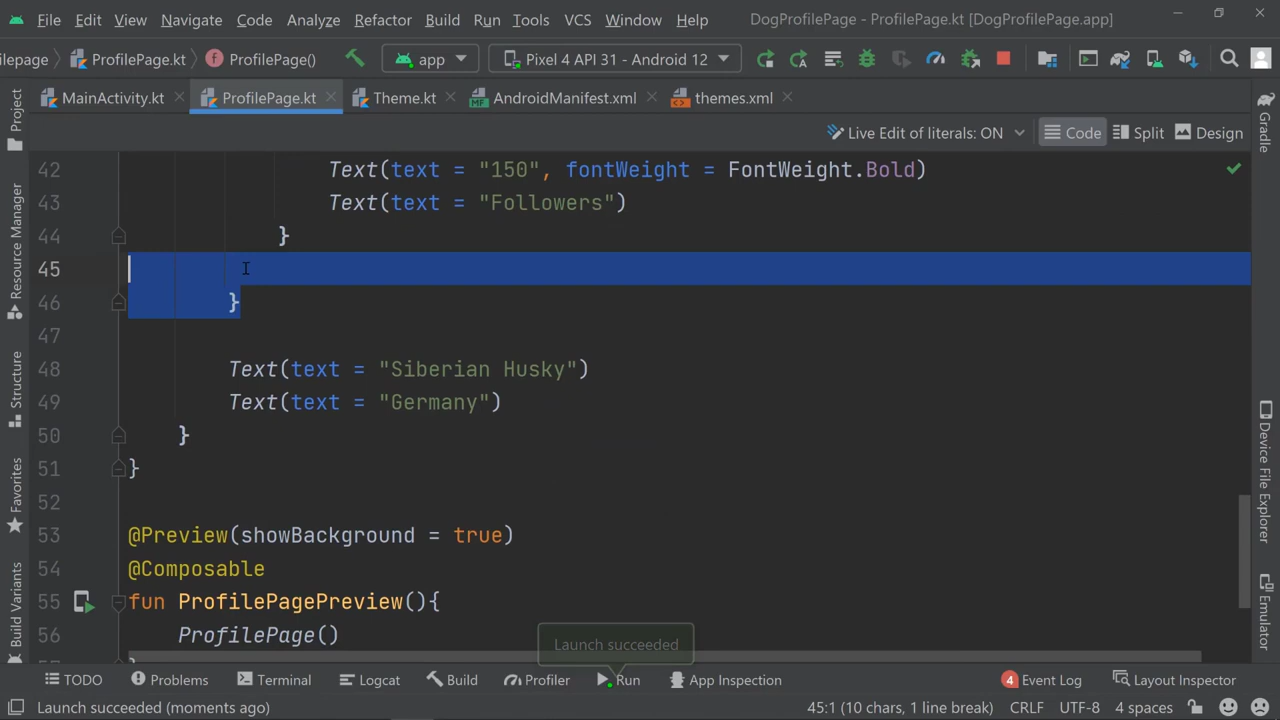 File Edit View Navigate Code Analyze Refactor Build Run Tools VCS Window Help DogProfilePage - ProfilePage.kt [DogProfilePage.app]
ilepage ProfilePage.kt ProfilePage() app Pixel 4 API 31 - Android 12
MainActivity.kt ProfilePage.kt Theme.kt AndroidManifest.xml themes.xml
Live Edit of literals: ON Code Split Design
42 Text(text = "150", fontWeight = FontWeight.Bold)
43 Text(text = "Followers")
44 }
45
46 }
47
48 Text(text = "Siberian Husky")
49 Text(text = "Germany")
50 }
51 }
52
53 @Preview(showBackground = true)
54 @Composable
55 fun ProfilePagePreview(){
56 ProfilePage()
Launch succeeded
Project
Resource Manager
Structure
Favorites
Build Variants
Gradle
Device File Explorer
Emulator
TODO Problems Terminal Logcat Build Profiler Run App Inspection 4 Event Log Layout Inspector
Launch succeeded (moments ago) 45:1 (10 chars, 1 line break) CRLF UTF-8 4 spaces